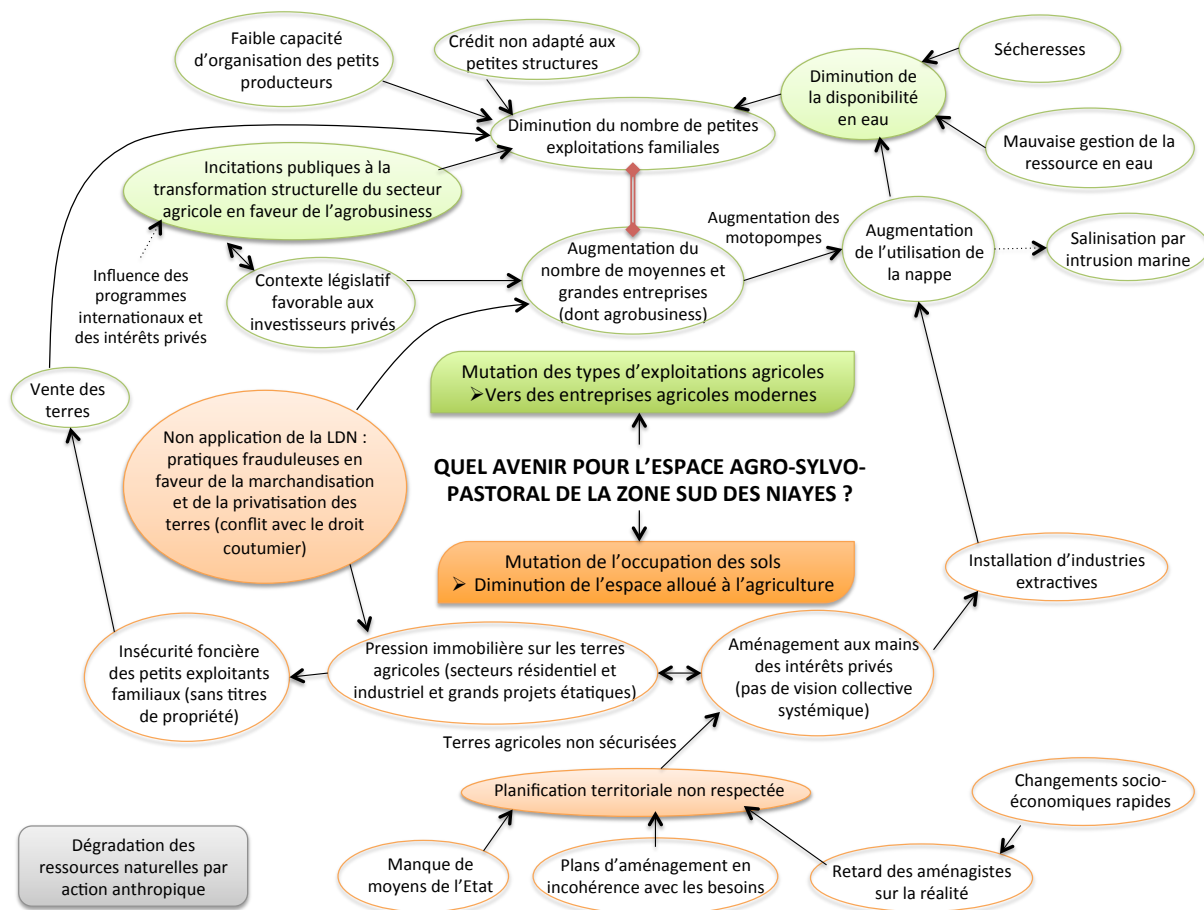 Faible capacité
d'organisation des petits
producteurs
Crédit non adapté aux
petites structures
Sécheresses
Diminution de
la disponibilité
en eau
Diminution du nombre de petites
exploitations familiales
Mauvaise gestion de la
ressource en eau
Incitations publiques à la
transformation structurelle du secteur
agricole en faveur de l'agrobusiness
Augmentation des
motopompes
Augmentation
de l'utilisation de
la nappe
Salinisation par
intrusion marine
Augmentation du
nombre de moyennes et
grandes entreprises
(dont agrobusiness)
Influence des
programmes
internationaux et
des intérêts privés
Contexte législatif
favorable aux
investisseurs privés
Vente des
terres
Mutation des types d'exploitations agricoles
➢Vers des entreprises agricoles modernes
Non application de la LDN :
pratiques frauduleuses en
faveur de la marchandisation
et de la privatisation des
terres (conflit avec le droit
coutumier)
QUEL AVENIR POUR L'ESPACE AGRO-SYLVO-
PASTORAL DE LA ZONE SUD DES NIAYES ?
Mutation de l'occupation des sols
➢ Diminution de l'espace alloué à l'agriculture
Installation d'industries
extractives
Insécurité foncière
des petits exploitants
familiaux (sans titres
de propriété)
Pression immobilière sur les terres
agricoles (secteurs résidentiel et
industriel et grands projets étatiques)
Aménagement aux mains
des intérêts privés
(pas de vision collective
systémique)
Terres agricoles non sécurisées
Planification territoriale non respectée
Changements socio-
économiques rapides
Dégradation des
ressources naturelles par
action anthropique
Manque de
moyens de l'Etat
Plans d'aménagement en
incohérence avec les besoins
Retard des aménagistes
sur la réalité